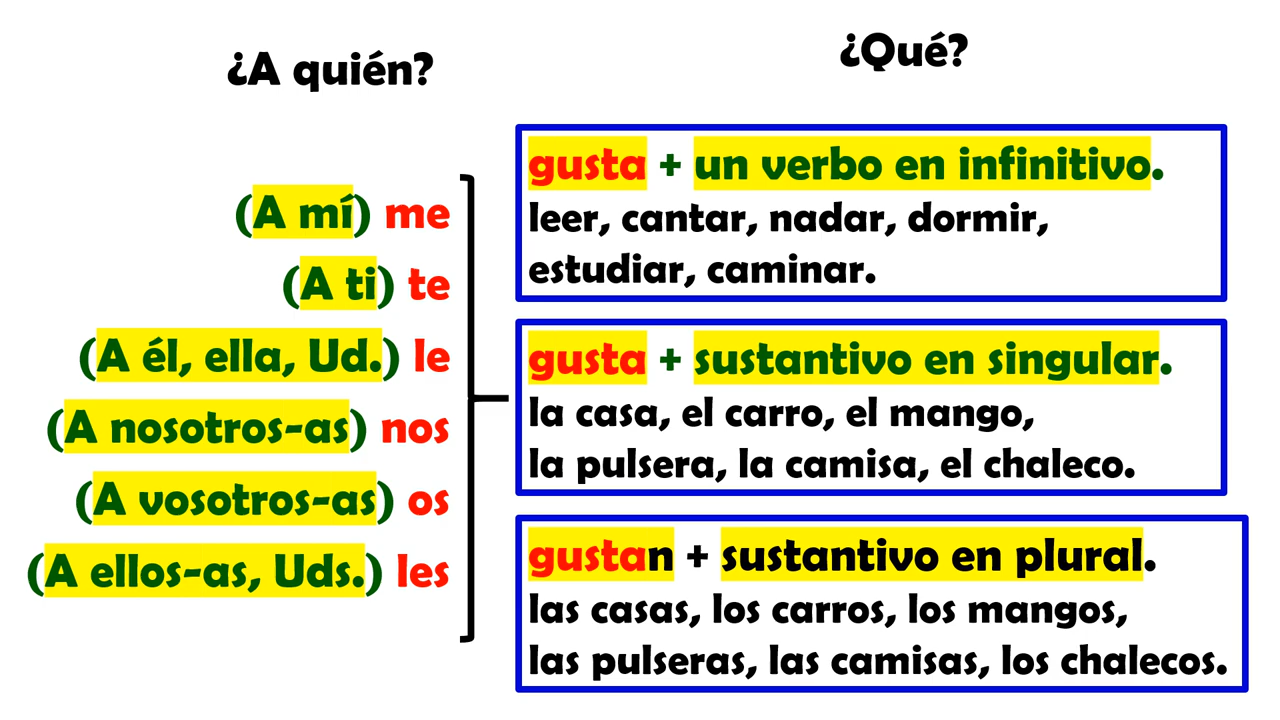 ¿A quién?
(A mí) me
(A ti) te
(A él, ella, Ud.) le
(A nosotros-as) nos
(A vosotros-as) os
(A ellos-as, Uds.) les
¿Qué?
gusta + un verbo en infinitivo.
leer, cantar, nadar, dormir,
estudiar, caminar.
gusta + sustantivo en singular.
la casa, el carro, el mango,
la pulsera, la camisa, el chaleco.
gustan + sustantivo en plural.
las casas, los carros, los mangos,
las pulseras, las camisas, los chalecos.